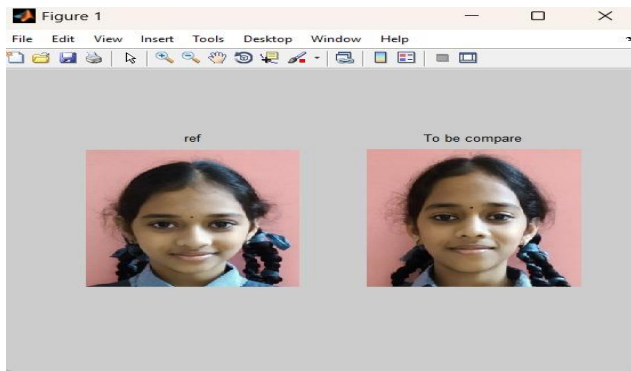 Figure 1
File Edit View Insert Tools Desktop Window Help
ref To be compare